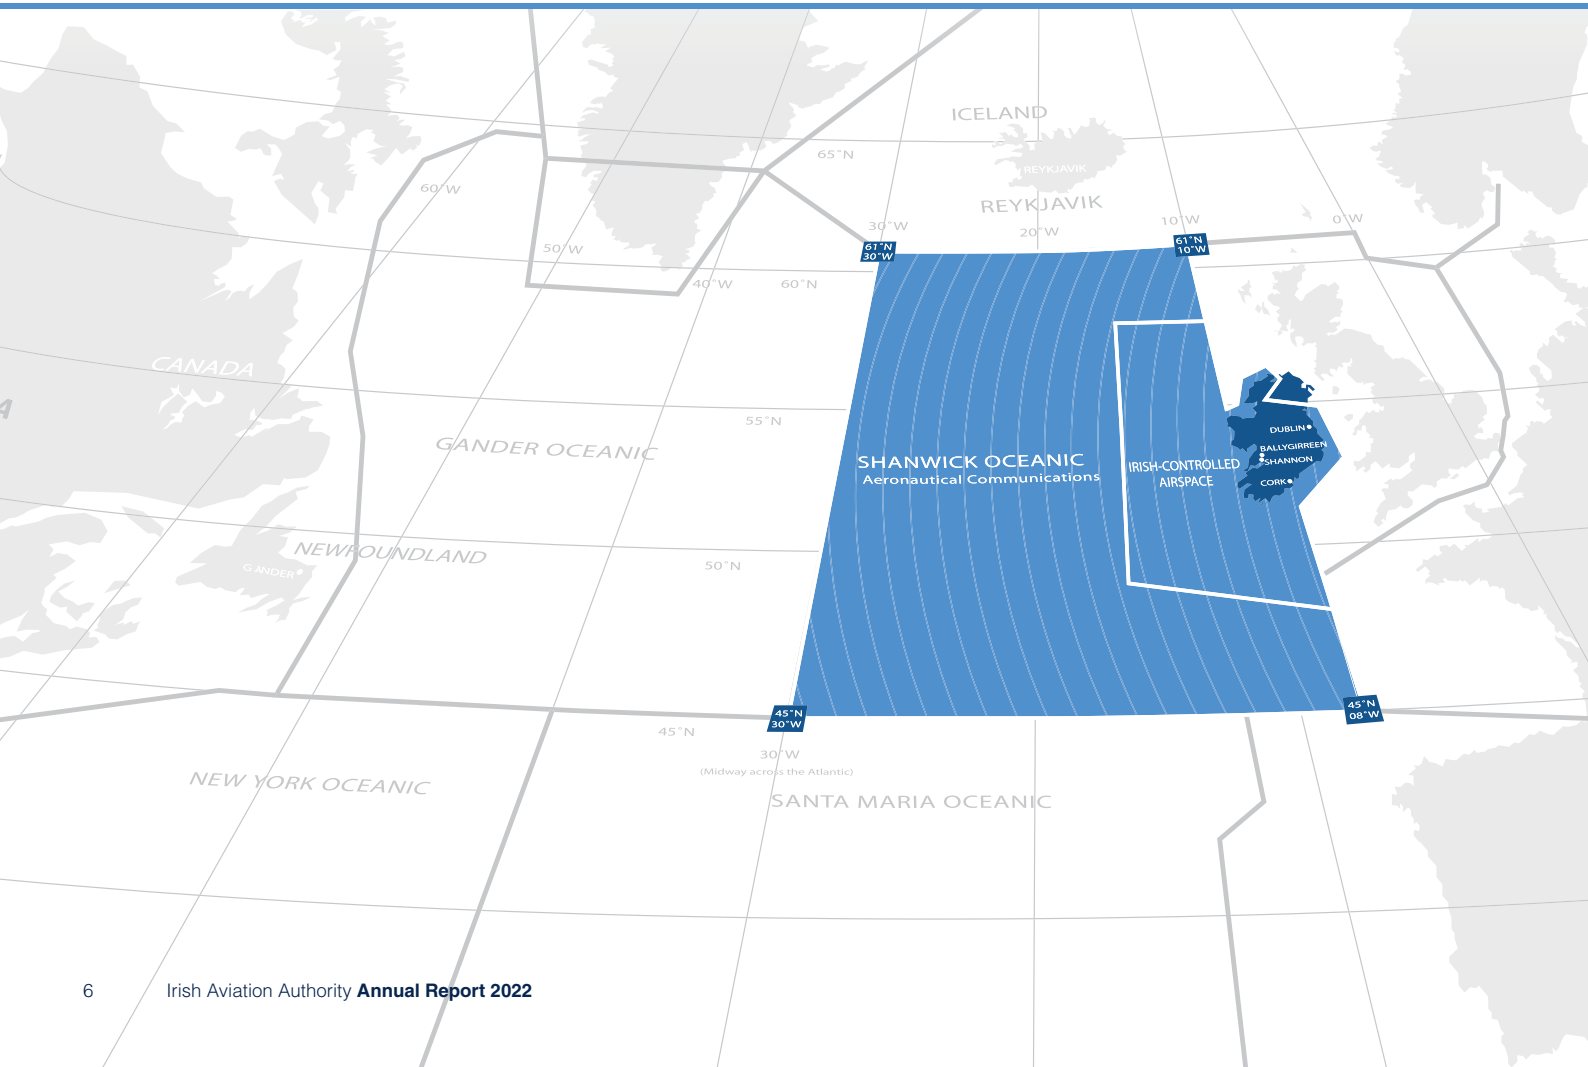 ICELAND
65°N
REYKJAVIK
60°W
REYKJAVIK
30°W
20°W
10°W
0°W
61°N
30°W
61°N
10°W
50°W
40°W
60°N
CANADA
A
55°N
GANDER OCEANIC
SHANWICK OCEANIC
Aeronautical Communications
IRISH-CONTROLLED
AIRSPACE
DUBLIN
BALLYGIRREEN
SHANNON
CORK
NEWFOUNDLAND
GANDER
50°N
45°N
30°W
45°N
08°W
45°N
30°W
(Midway across the Atlantic)
NEW YORK OCEANIC
SANTA MARIA OCEANIC
6 Irish Aviation Authority Annual Report 2022